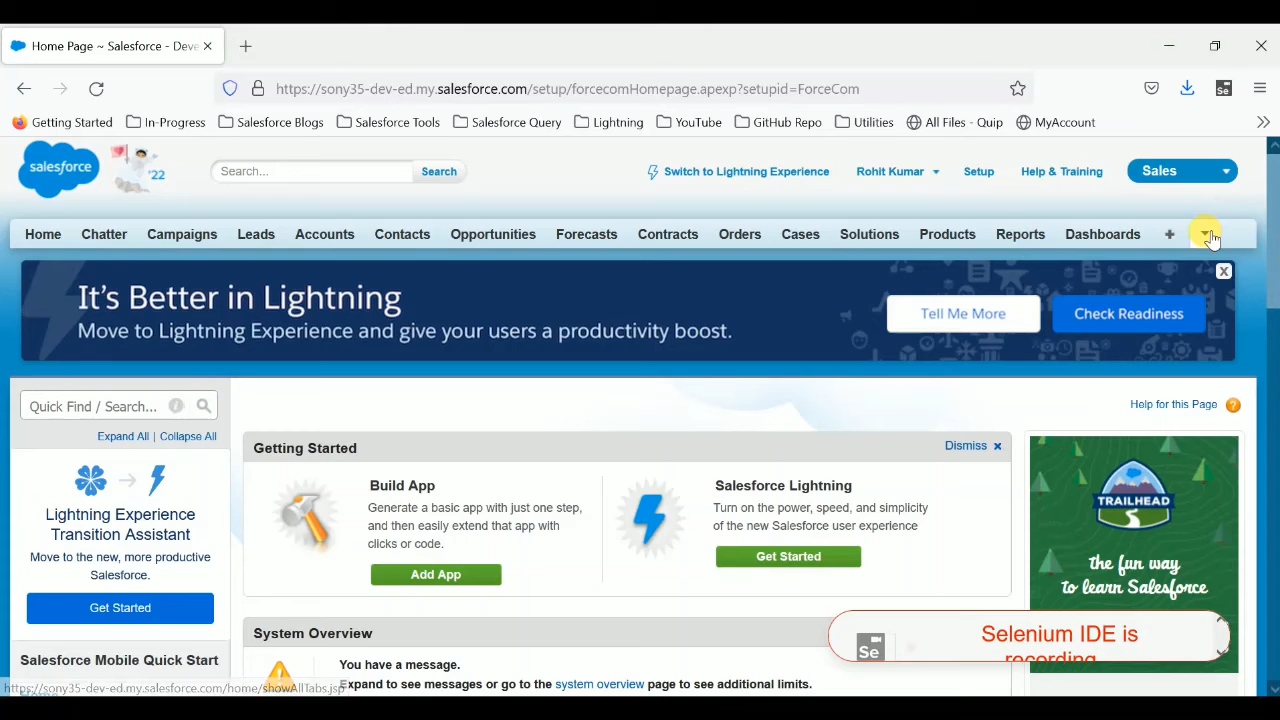 Home Page ~ Salesforce - Deve
https://sony35-dev-ed.my.salesforce.com/setup/forcecomHomepage.apexp?setupid=ForceCom
Getting Started In-Progress Salesforce Blogs Salesforce Tools Salesforce Query Lightning YouTube GitHub Repo Utilities All Files - Quip MyAccount
salesforce '22 Search... Search Switch to Lightning Experience Rohit Kumar Setup Help & Training Sales
Home Chatter Campaigns Leads Accounts Contacts Opportunities Forecasts Contracts Orders Cases Solutions Products Reports Dashboards +
It's Better in Lightning
Move to Lightning Experience and give your users a productivity boost.
Tell Me More Check Readiness
X
Quick Find / Search...
Expand All | Collapse All
Lightning Experience
Transition Assistant
Move to the new, more productive
Salesforce.
Get Started
Salesforce Mobile Quick Start
Help for this Page
Getting Started Dismiss
Build App
Generate a basic app with just one step,
and then easily extend that app with
clicks or code.
Add App
Salesforce Lightning
Turn on the power, speed, and simplicity
of the new Salesforce user experience
Get Started
System Overview
You have a message.
Expand to see messages or go to the system overview page to see additional limits.
TRAILHEAD
the fun way
to learn Salesforce
Se
Selenium IDE is
recording
https://sony35-dev-ed.my.salesforce.com/home/showAllTabs.jsp